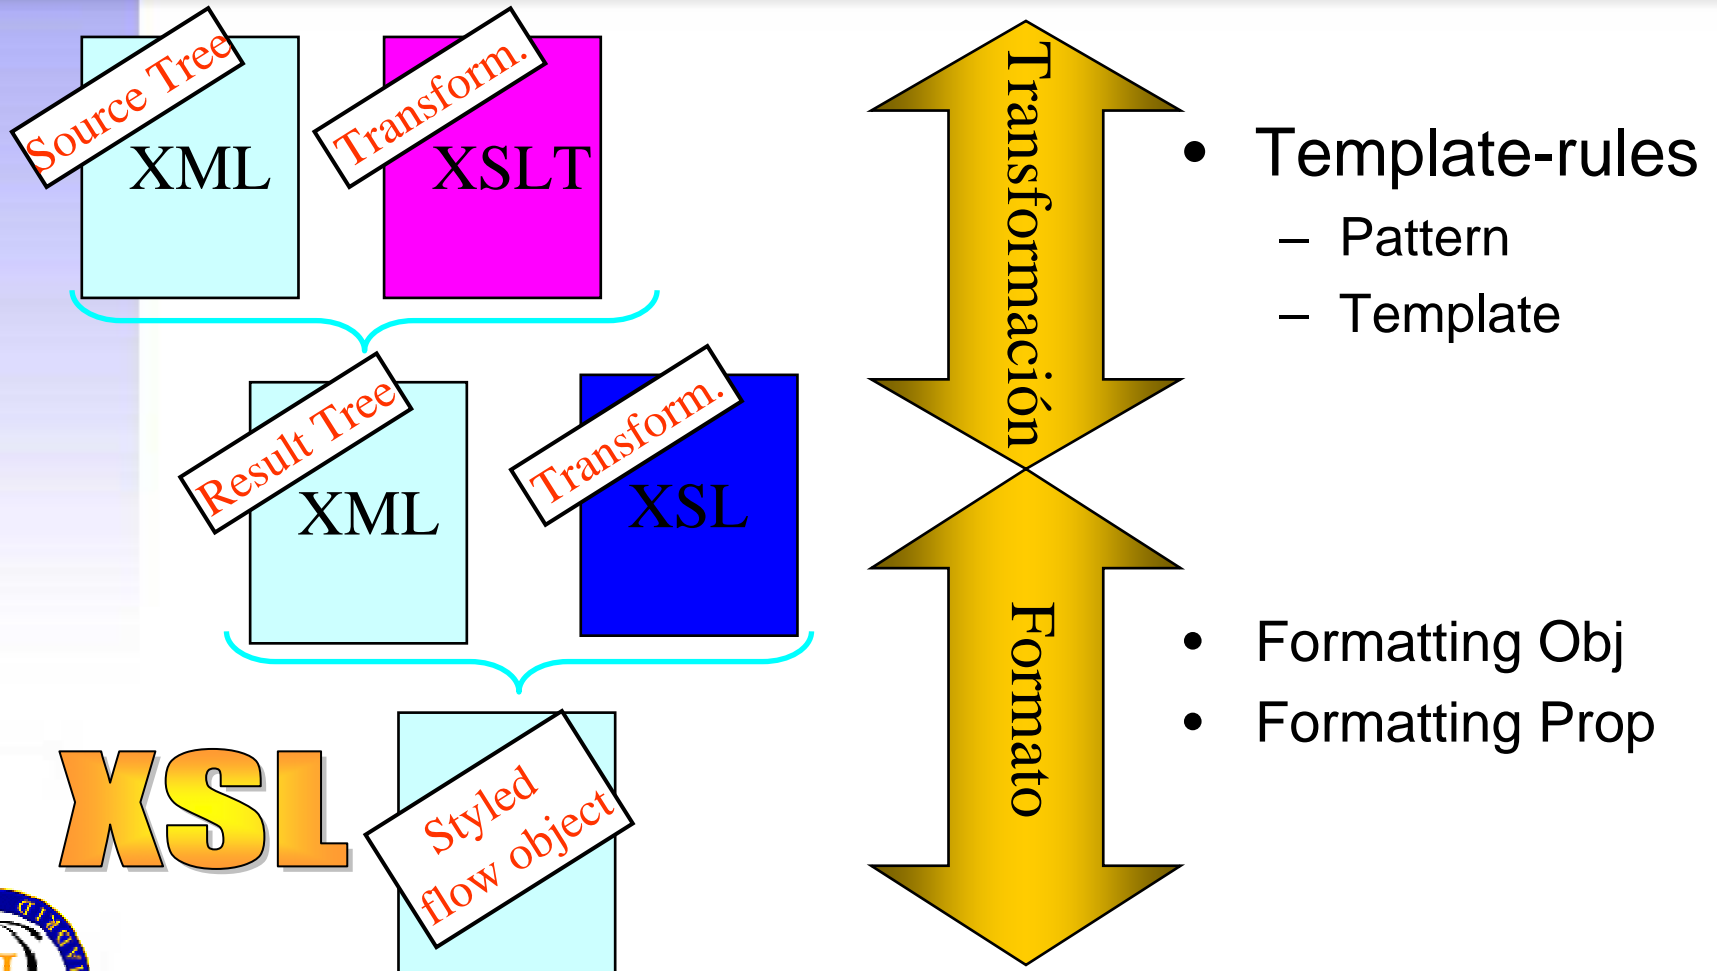 Source Tree
XML
Transform.
XSLT
Transformación
• Template-rules
– Pattern
– Template
Result Tree
XML
Transform.
XSL
Formato
• Formatting Obj
• Formatting Prop
XSL
Styled
flow object